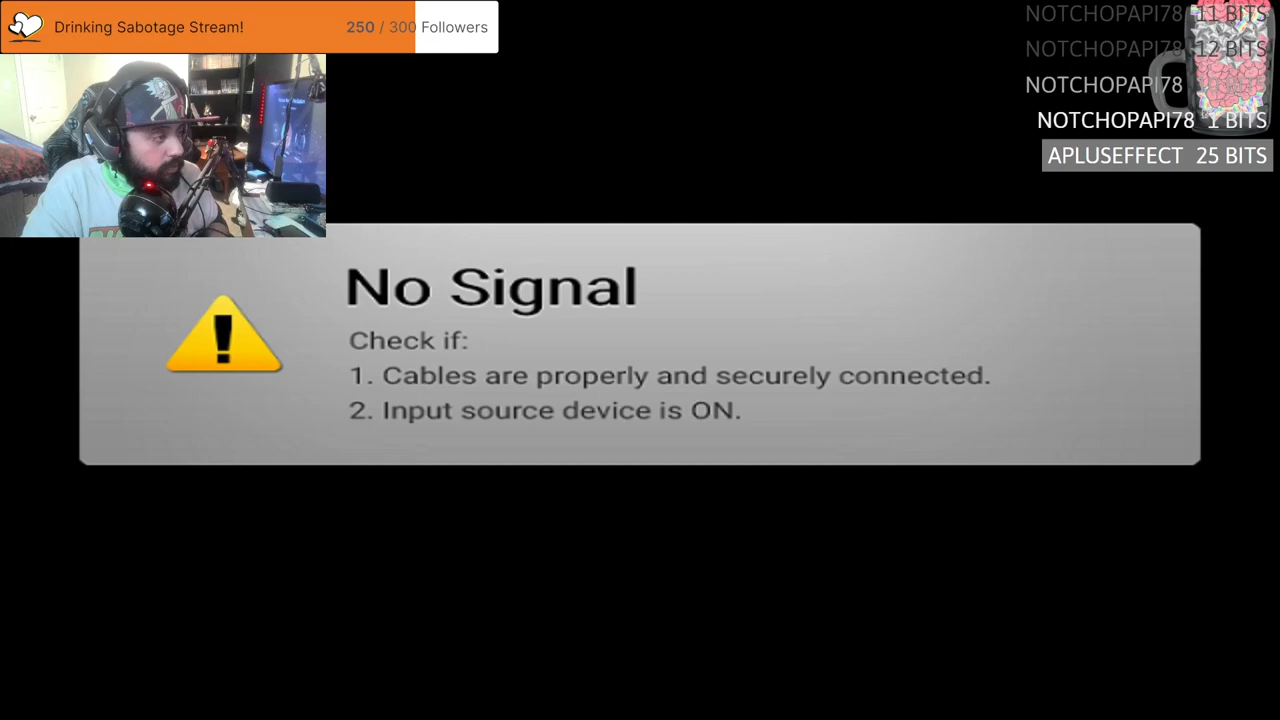 Drinking Sabotage Stream! 250 / 300 Followers
NOTCHOPAPI78 11 BITS
NOTCHOPAPI78 12 BITS
NOTCHOPAPI78 BITS
NOTCHOPAPI78 1 BITS
APLUSEFFECT 25 BITS
No Signal
Check if:
1. Cables are properly and securely connected.
2. Input source device is ON.